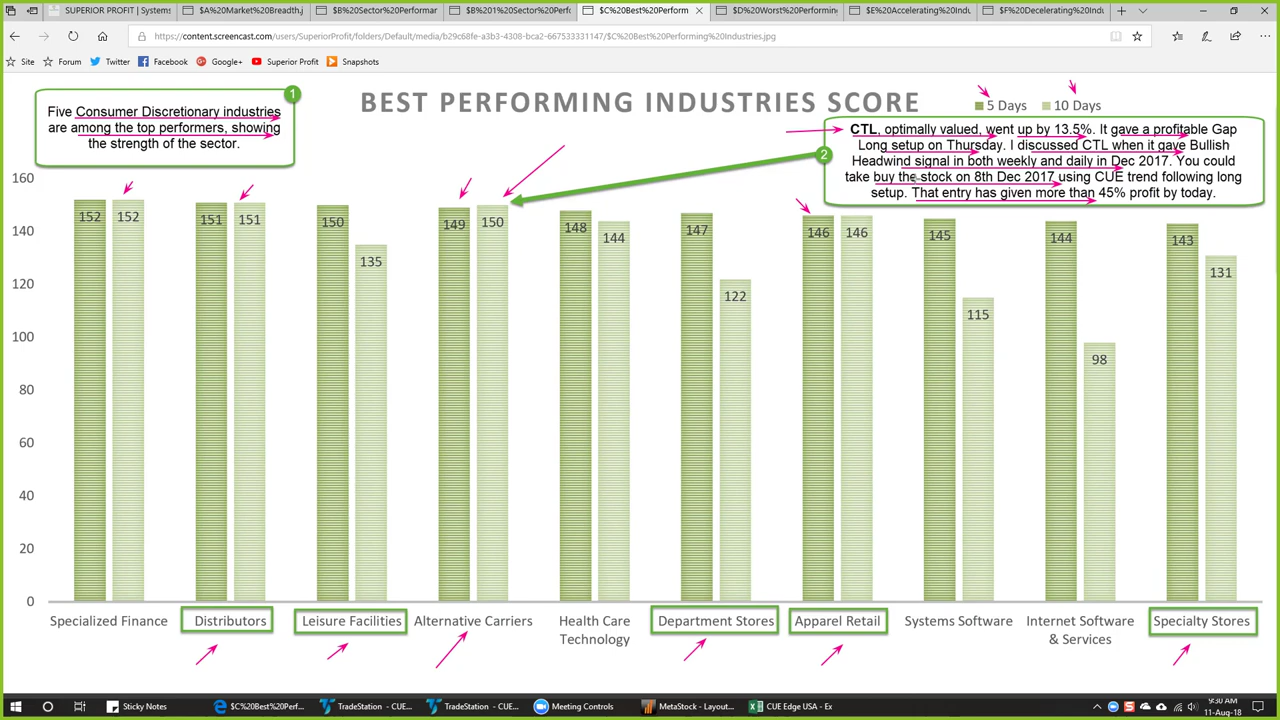 SUPERIOR PROFIT | Systems
$A%20Market%20Breadth.j
$B%20Sector%20Performar
$B%201%20Sector%20Perfo
$C%20Best%20Perform
$D%20Worst%20Performing
$E%20Accelerating%20Indu
$F%20Decelerating%20Indu
https://content.screencast.com/users/SuperiorProfit/folders/Default/media/b29c68fe-a3b3-4308-bca2-667533331147/$C%20Best%20Performing%20Industries.jpg
Site Forum Twitter Facebook Google+ Superior Profit Snapshots
1
Five Consumer Discretionary industries
are among the top performers, showing
the strength of the sector.
BEST PERFORMING INDUSTRIES SCORE
5 Days 10 Days
2
CTL, optimally valued, went up by 13.5%. It gave a profitable Gap
Long setup on Thursday. I discussed CTL when it gave Bullish
Headwind signal in both weekly and daily in Dec 2017. You could
take buy the stock on 8th Dec 2017 using CUE trend following long
setup. That entry has given more than 45% profit by today.
160
140
120
100
80
60
40
20
0
152 152 151 151 150 135 149 150 148 144 147 122 146 146 145 115 144 98 143 131
Specialized Finance
Distributors
Leisure Facilities
Alternative Carriers
Health Care
Technology
Department Stores
Apparel Retail
Systems Software
Internet Software
& Services
Specialty Stores
Sticky Notes
$C%20Best%20Perf...
TradeStation - CUE...
TradeStation - CUE...
Meeting Controls
MetaStock - Layout...
CUE Edge USA - Ex
9:30 AM
11-Aug-18